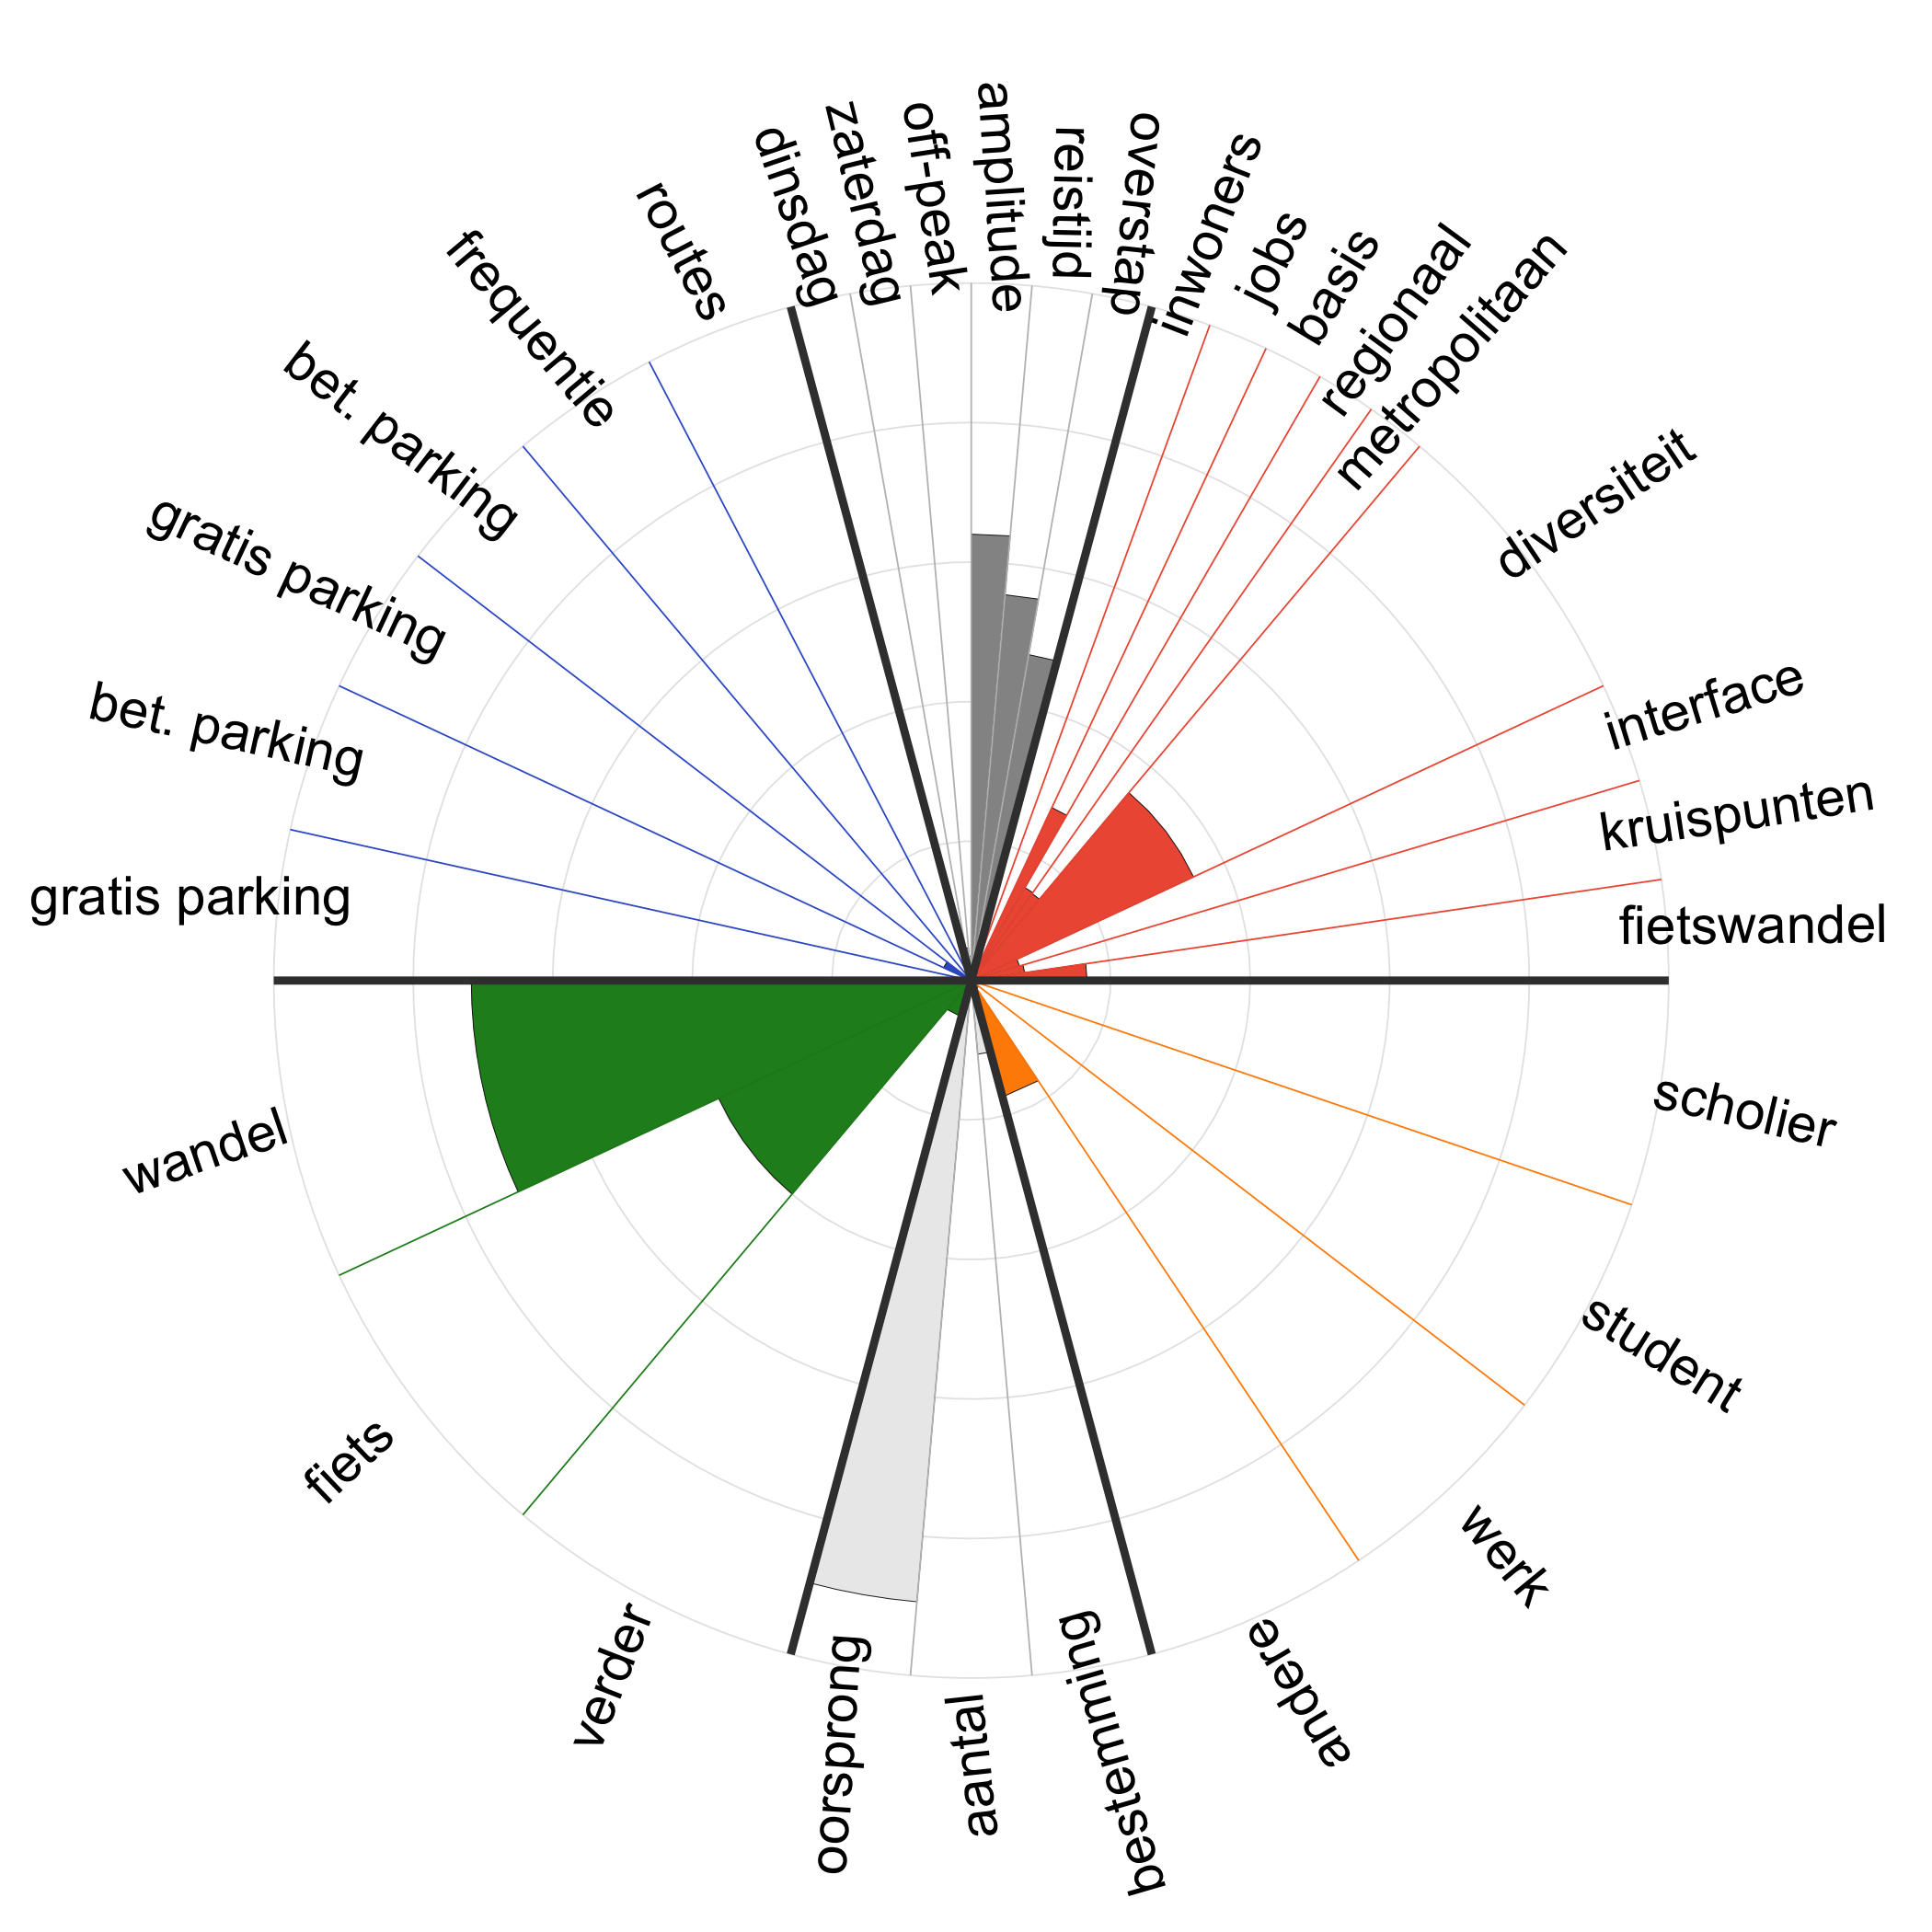 dinsdag
zaterdag
off-peak
amplitude
reistijd
overstap
inwoners
jobs
basis
regionaal
metropolitaan
diversiteit
interface
kruispunten
fietswandel
scholier
student
werk
andere
bestemming
aantal
oorsprong
verder
fiets
wandel
gratis parking
bet. parking
gratis parking
bet. parking
frequentie
routes